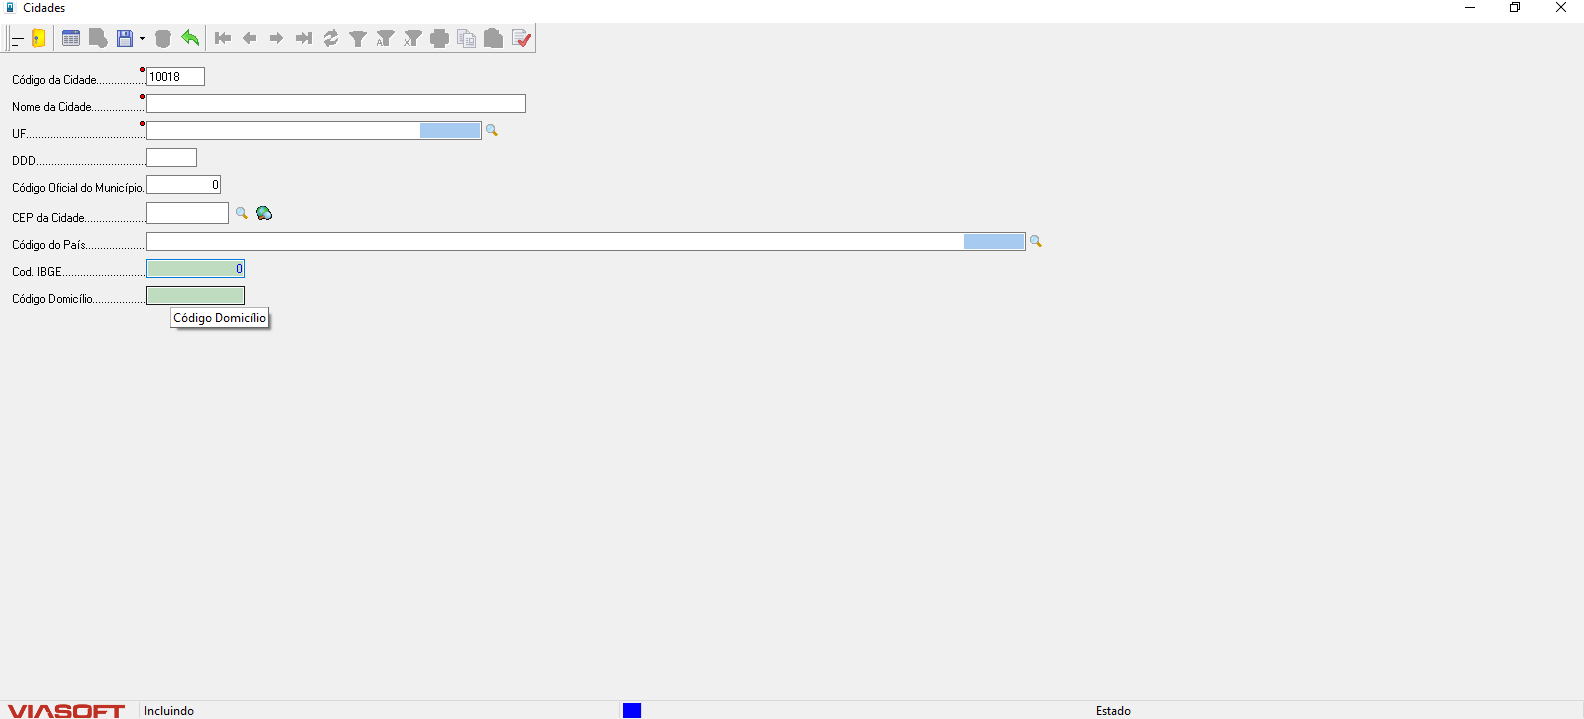 Cidades
Código da Cidade................. 10018
Nome da Cidade..................
UF........................................
DDD.....................................
Código Oficial do Município. 0
CEP da Cidade.....................
Código do País....................
Cod. IBGE............................ 0
Código Domicílio..................
Código Domicílio
VIASOFT Incluindo Estado